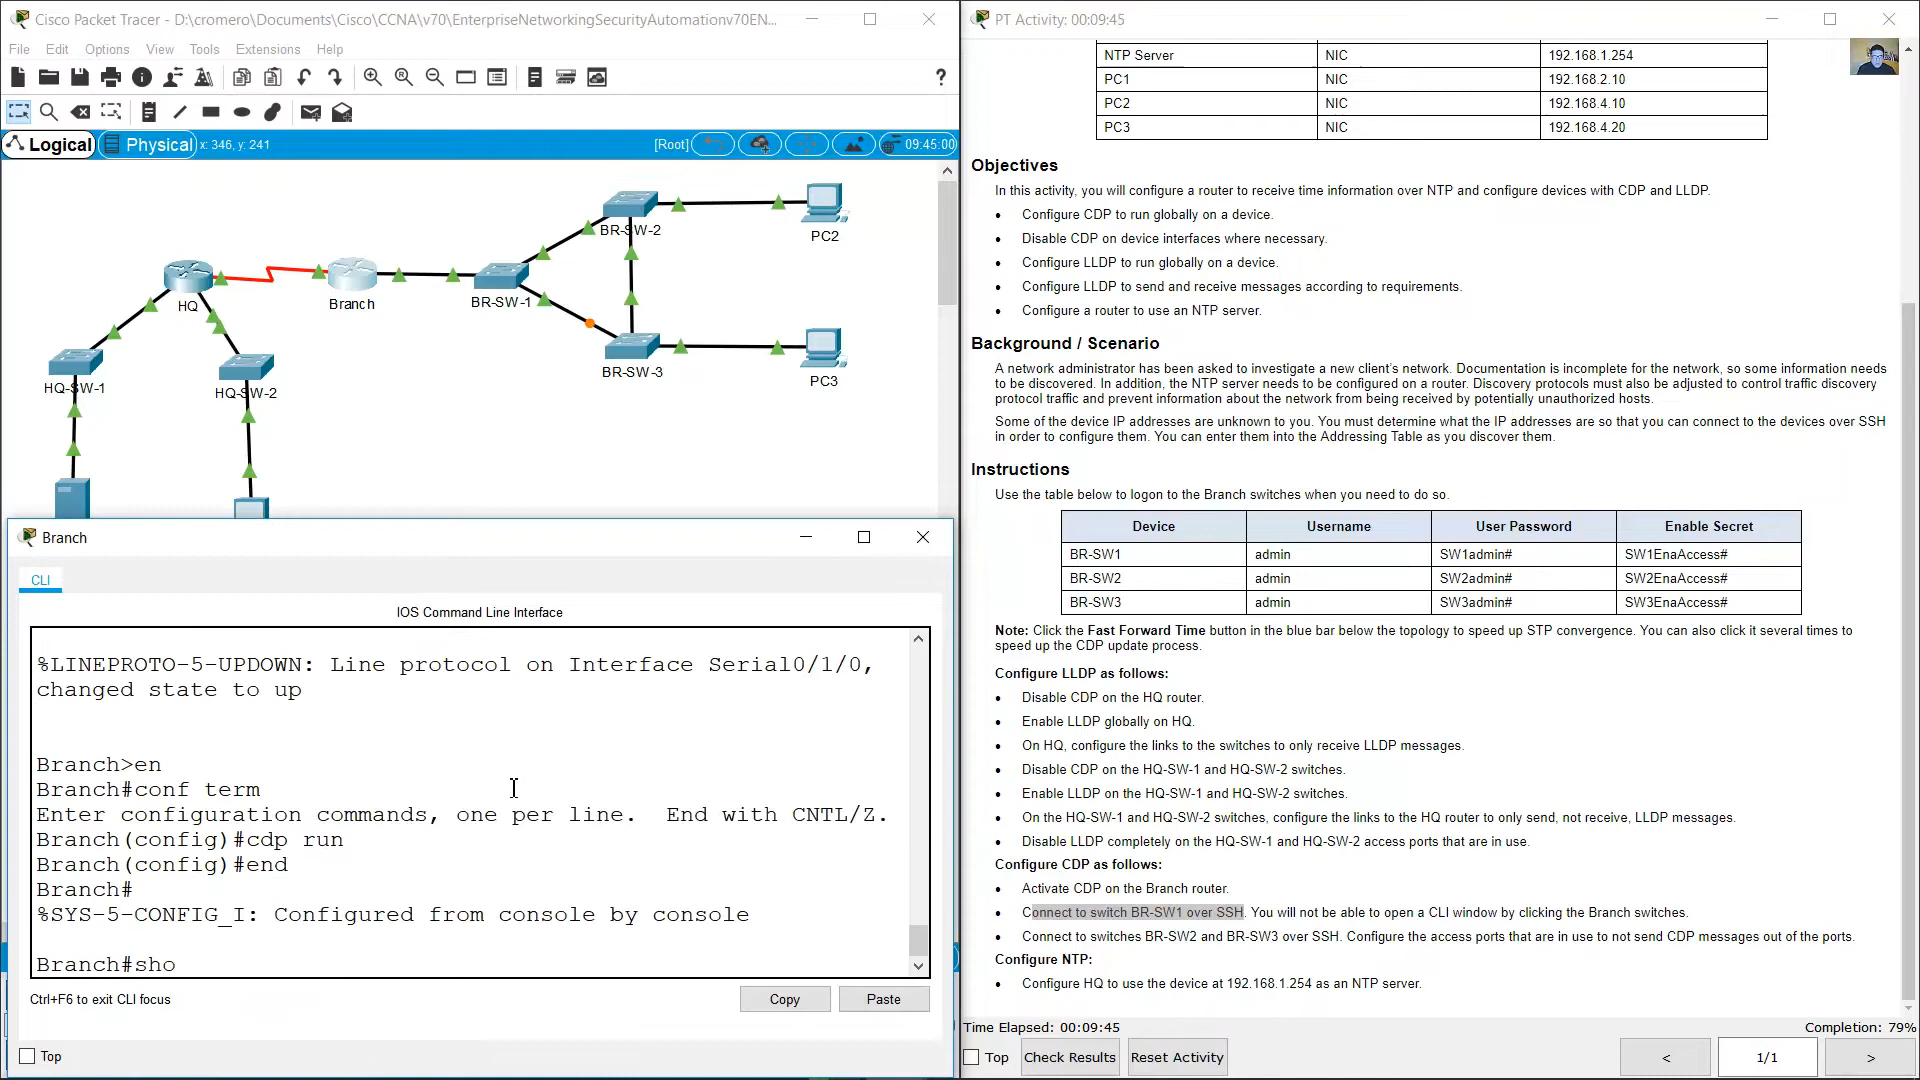 Cisco Packet Tracer - D:\cromero\Documents\Cisco\CCNA\v70\EnterpriseNetworkingSecurityAutomationv70EN...
File Edit Options View Tools Scripting Extensions Help
Logical Physical x: 346, y: 241 [Root] 09:45:00
BR-SW-2
PC2
HQ
Branch
BR-SW-1
BR-SW-3
PC3
HQ-SW-1
HQ-SW-2
Branch
CLI
IOS Command Line Interface
%LINEPROTO-5-UPDOWN: Line protocol on Interface Serial0/1/0,
changed state to up
Branch>en
Branch#conf term
Enter configuration commands, one per line. End with CNTL/Z.
Branch(config)#cdp run
Branch(config)#end
Branch#
%SYS-5-CONFIG_I: Configured from console by console
Branch#sho
Ctrl+F6 to exit CLI focus
Copy
Paste
Top
PT Activity: 00:09:45
NTP Server NIC 192.168.1.254
PC1 NIC 192.168.2.10
PC2 NIC 192.168.4.10
PC3 NIC 192.168.4.20
Objectives
In this activity, you will configure a router to receive time information over NTP and configure devices with CDP and LLDP.
• Configure CDP to run globally on a device.
• Disable CDP on device interfaces where necessary.
• Configure LLDP to run globally on a device.
• Configure LLDP to send and receive messages according to requirements.
• Configure a router to use an NTP server.
Background / Scenario
A network administrator has been asked to investigate a new client's network. Documentation is incomplete for the network, so some information needs
to be discovered. In addition, the NTP server needs to be configured on a router. Discovery protocols must also be adjusted to control traffic discovery
protocol traffic and prevent information about the network from being received by potentially unauthorized hosts.
Some of the device IP addresses are unknown to you. You must determine what the IP addresses are so that you can connect to the devices over SSH
in order to configure them. You can enter them into the Addressing Table as you discover them.
Instructions
Use the table below to logon to the Branch switches when you need to do so.
Device Username User Password Enable Secret
BR-SW1 admin SW1admin# SW1EnaAccess#
BR-SW2 admin SW2admin# SW2EnaAccess#
BR-SW3 admin SW3admin# SW3EnaAccess#
Note: Click the Fast Forward Time button in the blue bar below the topology to speed up STP convergence. You can also click it several times to
speed up the CDP update process.
Configure LLDP as follows:
• Disable CDP on the HQ router.
• Enable LLDP globally on HQ.
• On HQ, configure the links to the switches to only receive LLDP messages.
• Disable CDP on the HQ-SW-1 and HQ-SW-2 switches.
• Enable LLDP on the HQ-SW-1 and HQ-SW-2 switches.
• On the HQ-SW-1 and HQ-SW-2 switches, configure the links to the HQ router to only send, not receive, LLDP messages.
• Disable LLDP completely on the HQ-SW-1 and HQ-SW-2 access ports that are in use.
Configure CDP as follows:
• Activate CDP on the Branch router.
• Connect to switch BR-SW1 over SSH. You will not be able to open a CLI window by clicking the Branch switches.
• Connect to switches BR-SW2 and BR-SW3 over SSH. Configure the access ports that are in use to not send CDP messages out of the ports.
Configure NTP:
• Configure HQ to use the device at 192.168.1.254 as an NTP server.
Time Elapsed: 00:09:45 Completion: 79%
Top Check Results Reset Activity < 1/1 >